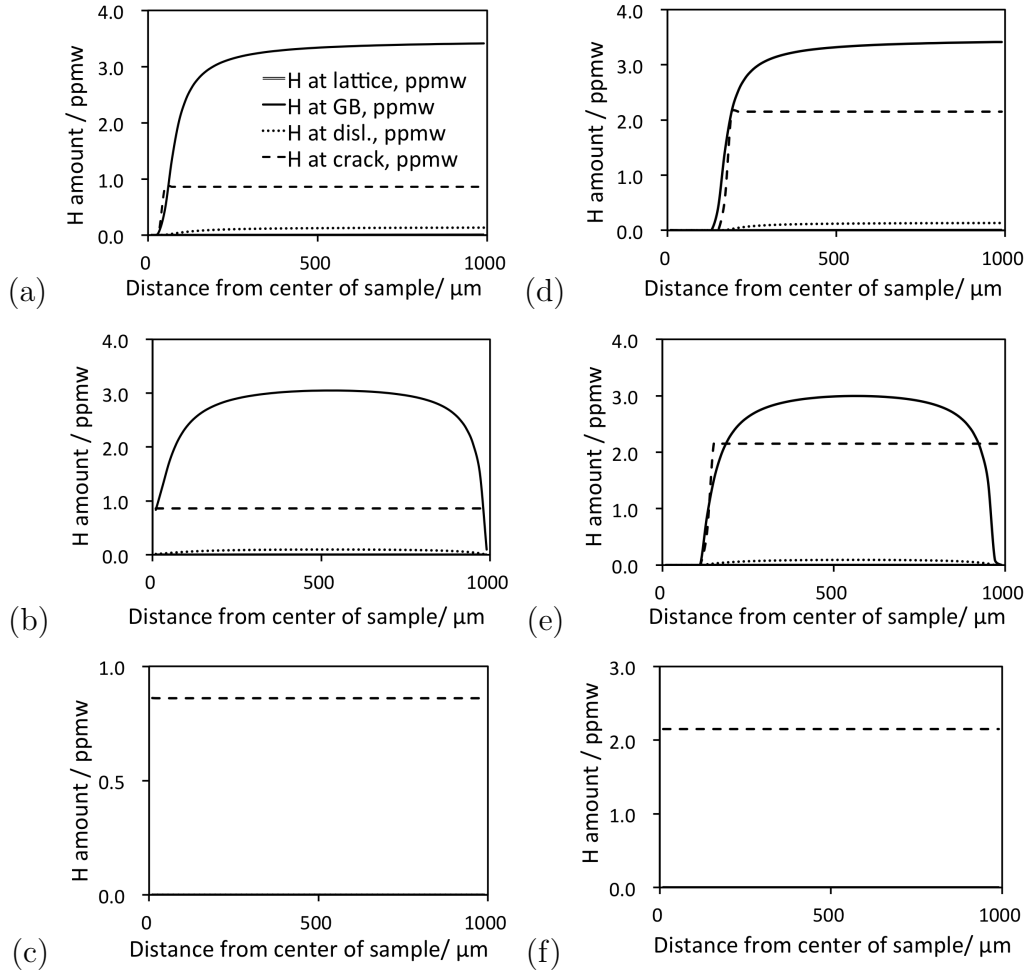 4.0
3.0
2.0
1.0
0.0
H amount / ppmw
H at lattice, ppmw
H at GB, ppmw
H at disl., ppmw
H at crack, ppmw
0
500
1000
Distance from center of sample/ μm
(a)
4.0
3.0
2.0
1.0
0.0
H amount / ppmw
0
500
1000
Distance from center of sample/ μm
(d)
4.0
3.0
2.0
1.0
0.0
H amount / ppmw
0
500
1000
Distance from center of sample/ μm
(b)
4.0
3.0
2.0
1.0
0.0
H amount / ppmw
0
500
1000
Distance from center of sample/ μm
(e)
1.0
0.5
0.0
H amount / ppmw
0
500
1000
Distance from center of sample/ μm
(c)
3.0
2.0
1.0
0.0
H amount / ppmw
0
500
1000
Distance from center of sample/ μm
(f)